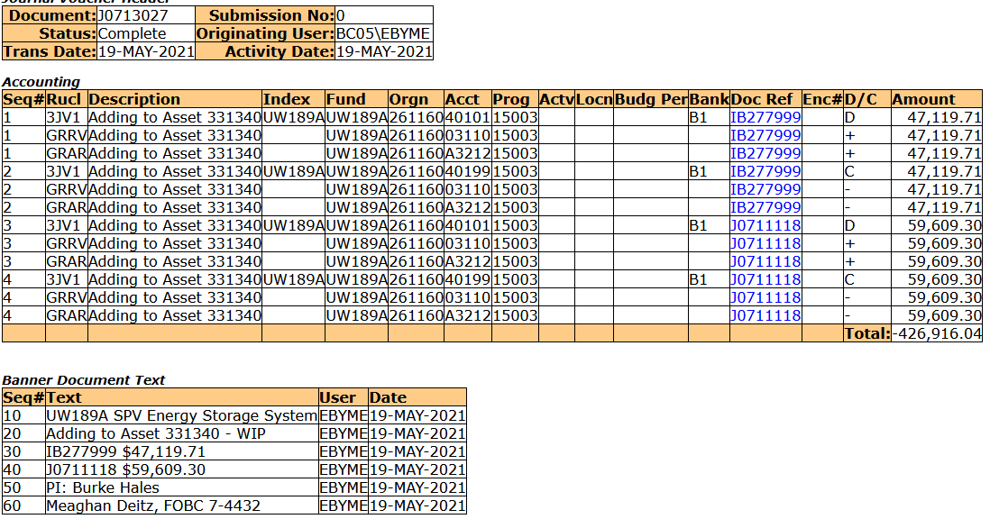 Journal Voucher Header
Document: J0713027 Submission No: 0
Status: Complete Originating User: BC05\EBYME
Trans Date: 19-MAY-2021 Activity Date: 19-MAY-2021
Accounting
Seq# Rucl Description Index Fund Orgn Acct Prog Actv Locn Budg Per Bank Doc Ref Enc# D/C Amount
1 3JV1 Adding to Asset 331340 UW189A UW189A 261160 40101 15003 B1 IB277999 D 47,119.71
1 GRRV Adding to Asset 331340 UW189A 261160 03110 15003 IB277999 + 47,119.71
1 GRAR Adding to Asset 331340 UW189A 261160 A3212 15003 IB277999 + 47,119.71
2 3JV1 Adding to Asset 331340 UW189A UW189A 261160 40199 15003 B1 IB277999 C 47,119.71
2 GRRV Adding to Asset 331340 UW189A 261160 03110 15003 IB277999 - 47,119.71
2 GRAR Adding to Asset 331340 UW189A 261160 A3212 15003 IB277999 - 47,119.71
3 3JV1 Adding to Asset 331340 UW189A UW189A 261160 40101 15003 B1 J0711118 D 59,609.30
3 GRRV Adding to Asset 331340 UW189A 261160 03110 15003 J0711118 + 59,609.30
3 GRAR Adding to Asset 331340 UW189A 261160 A3212 15003 J0711118 + 59,609.30
4 3JV1 Adding to Asset 331340 UW189A UW189A 261160 40199 15003 B1 J0711118 C 59,609.30
4 GRRV Adding to Asset 331340 UW189A 261160 03110 15003 J0711118 - 59,609.30
4 GRAR Adding to Asset 331340 UW189A 261160 A3212 15003 J0711118 - 59,609.30
Total: -426,916.04
Banner Document Text
Seq# Text User Date
10 UW189A SPV Energy Storage System EBYME 19-MAY-2021
20 Adding to Asset 331340 - WIP EBYME 19-MAY-2021
30 IB277999 $47,119.71 EBYME 19-MAY-2021
40 J0711118 $59,609.30 EBYME 19-MAY-2021
50 PI: Burke Hales EBYME 19-MAY-2021
60 Meaghan Deitz, FOBC 7-4432 EBYME 19-MAY-2021